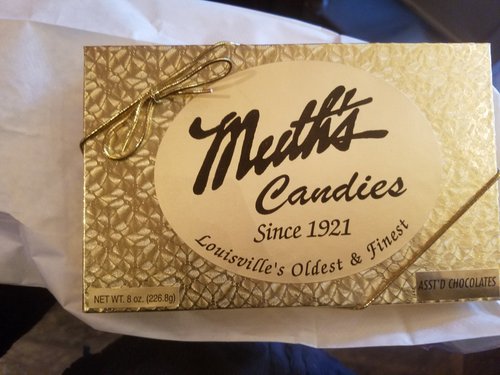 Muth's
Candies
Since 1921
Louisville's Oldest & Finest
NET WT. 8 oz. (226.8g)
ASST'D CHOCOLATES